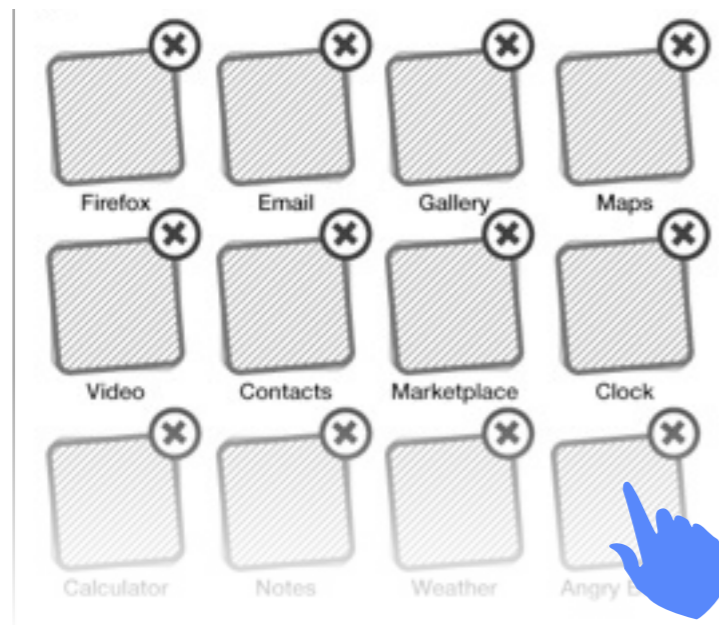 Firefox Email Gallery Maps
Video Contacts Marketplace Clock
Calculator Notes Weather Angry